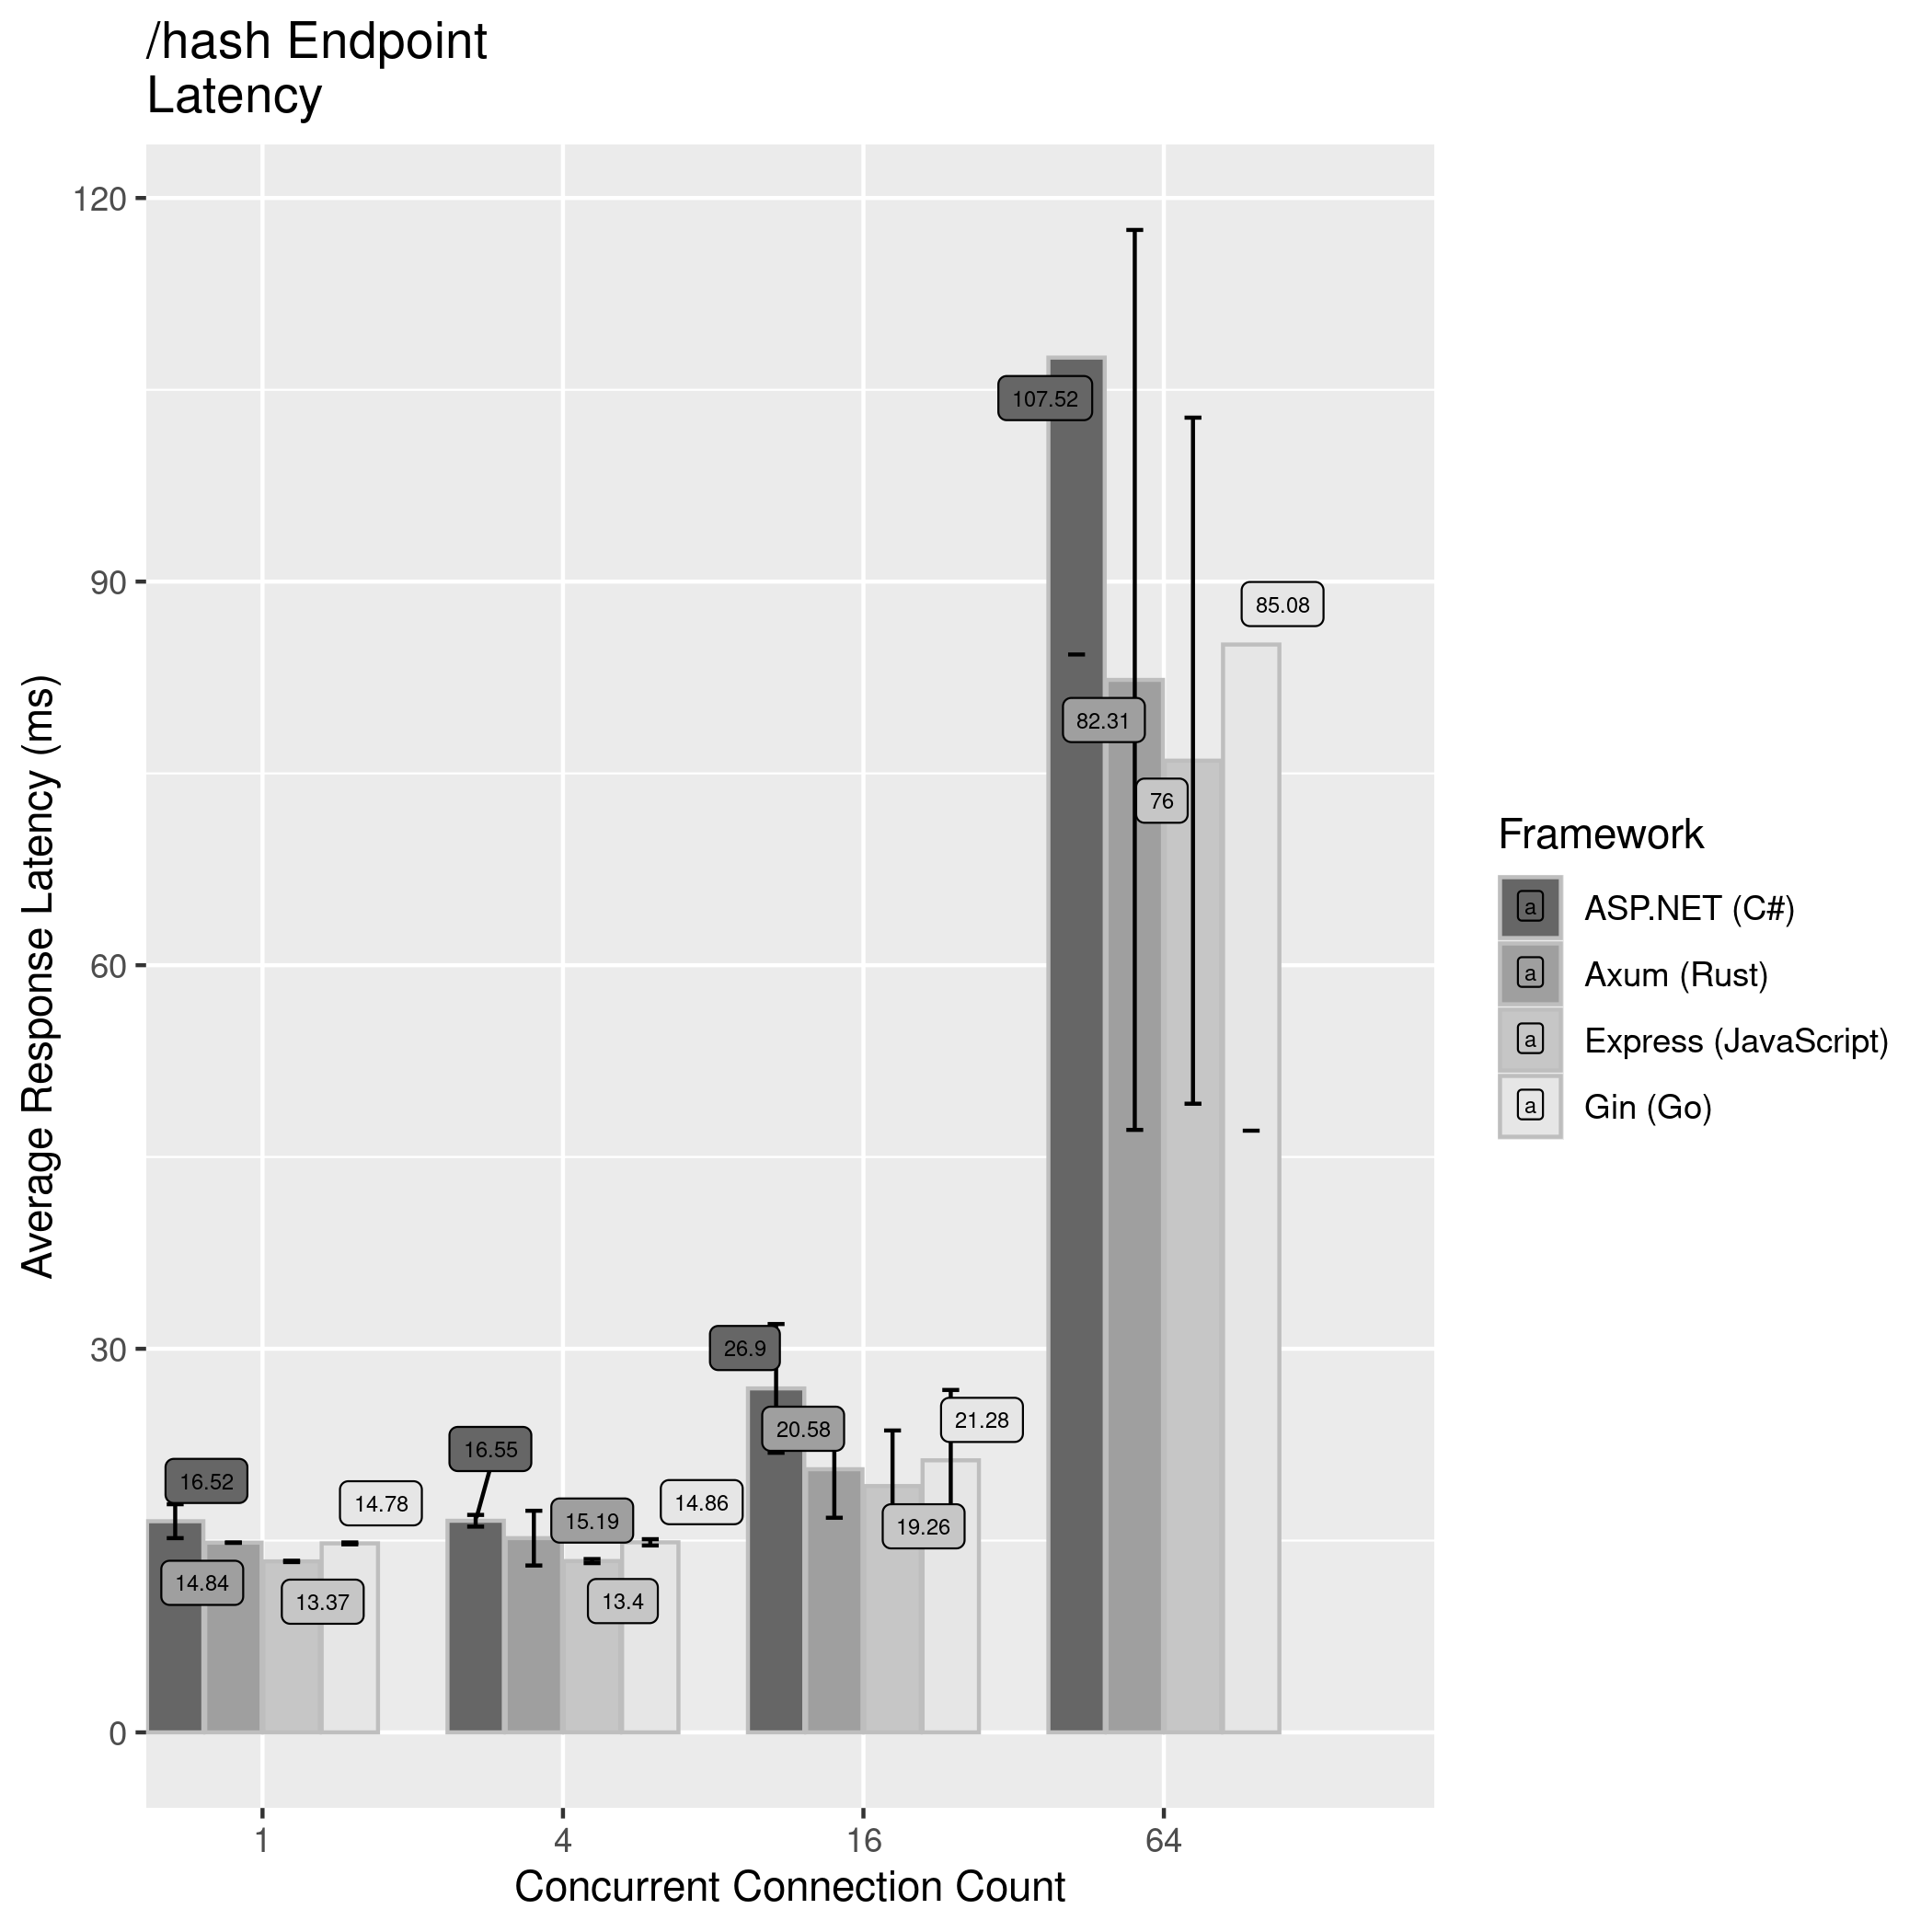 /hash Endpoint
Latency
Average Response Latency (ms)
120
90
60
30
0
107.52
85.08
82.31
76
26.9
21.28
20.58
19.26
16.55
16.52
14.78
14.86
15.19
14.84
13.37
13.4
1
4
16
64
Concurrent Connection Count
Framework
a ASP.NET (C#)
a Axum (Rust)
a Express (JavaScript)
a Gin (Go)